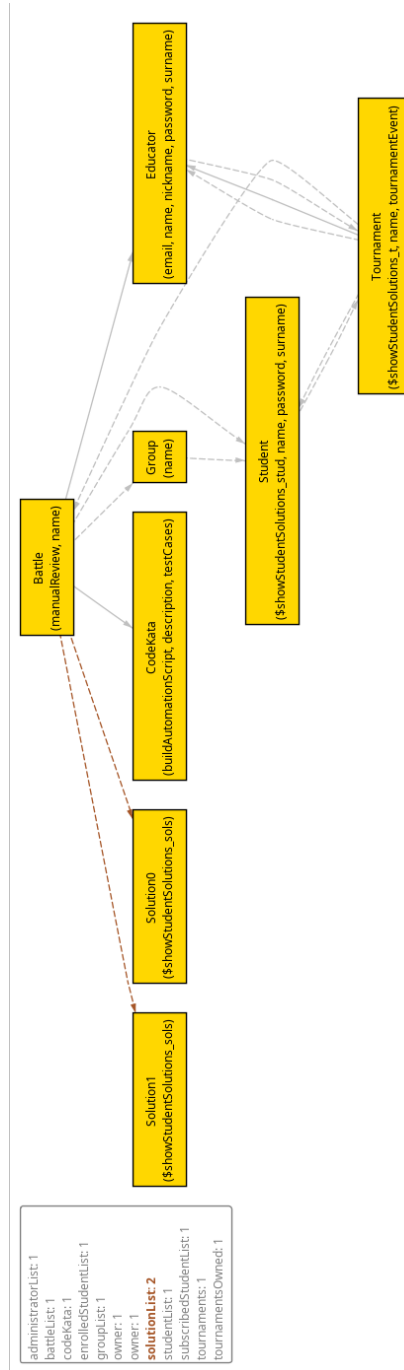 administratorList: 1
battleList: 1
codeKata: 1
enrolledStudentList: 1
groupList: 1
owner: 1
owner: 1
solutionList: 2
studentList: 1
subscribedStudentList: 1
tournaments: 1
tournamentsOwned: 1
Battle
(manualReview, name)
Solution1
($showStudentSolutions_sols)
Solution0
($showStudentSolutions_sols)
CodeKata
(buildAutomationScript, description, testCases)
Group
(name)
Educator
(email, name, nickname, password, surname)
Student
($showStudentSolutions_stud, name, password, surname)
Tournament
($showStudentSolutions_t, name, tournamentEvent)